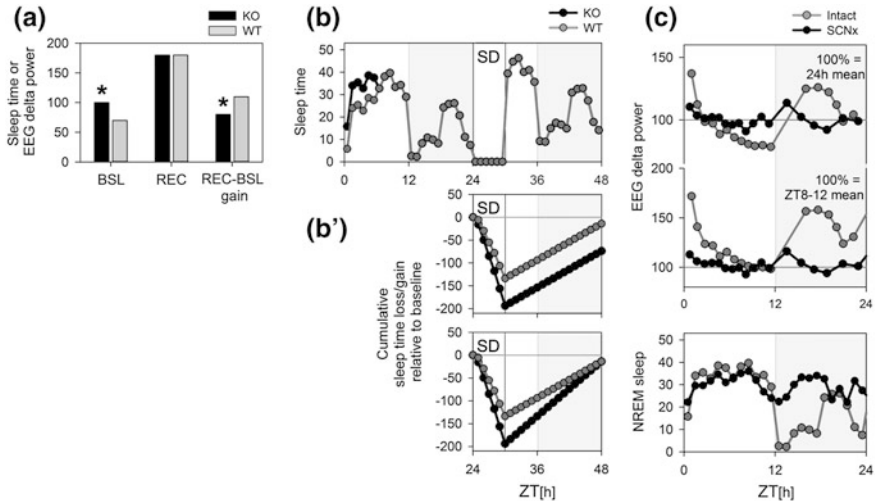 (a)
KO
WT
Sleep time or
EEG delta power
200
150
100
50
0
*
*
BSL
REC
REC-BSL
gain
(b)
KO
WT
SD
Sleep time
50
40
30
20
10
0
0
12
24
36
48
(b')
SD
Cumulative
sleep time loss/gain
relative to baseline
50
0
-50
-100
-150
-200
SD
50
0
-50
-100
-150
-200
24
36
48
ZT[h]
(c)
Intact
SCNx
EEG delta power
150
100
100% =
24h mean
200
150
100
100% =
ZT8-12 mean
0
12
24
NREM sleep
50
40
30
20
10
0
0
12
24
ZT[h]